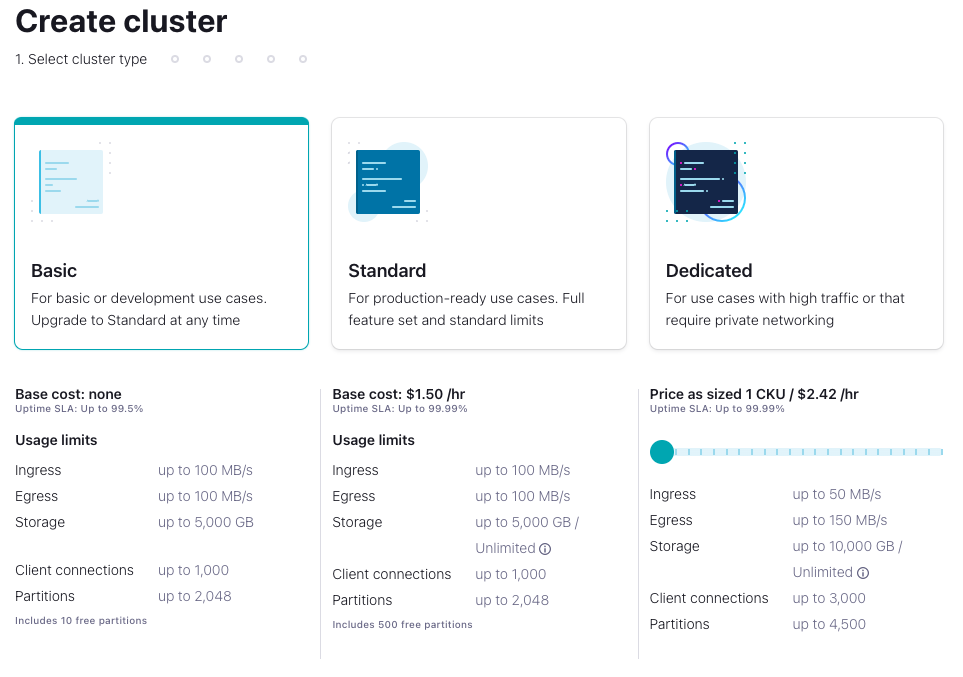 Create cluster
1. Select cluster type
Basic
For basic or development use cases.
Upgrade to Standard at any time
Standard
For production-ready use cases. Full
feature set and standard limits
Dedicated
For use cases with high traffic or that
require private networking
Base cost: none
Uptime SLA: Up to 99.5%
Usage limits
Ingress up to 100 MB/s
Egress up to 100 MB/s
Storage up to 5,000 GB
Client connections up to 1,000
Partitions up to 2,048
Includes 10 free partitions
Base cost: $1.50 /hr
Uptime SLA: Up to 99.99%
Usage limits
Ingress up to 100 MB/s
Egress up to 100 MB/s
Storage up to 5,000 GB /
Unlimited
Client connections up to 1,000
Partitions up to 2,048
Includes 500 free partitions
Price as sized 1 CKU / $2.42 /hr
Uptime SLA: Up to 99.99%
Ingress up to 50 MB/s
Egress up to 150 MB/s
Storage up to 10,000 GB /
Unlimited
Client connections up to 3,000
Partitions up to 4,500